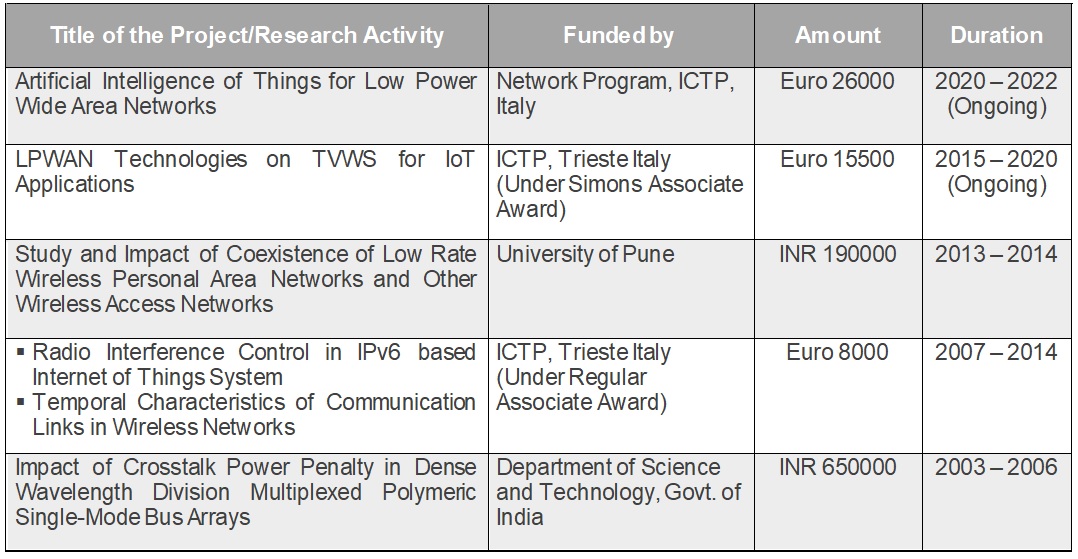 Title of the Project/Research Activity
Funded by
Amount
Duration
Artificial Intelligence of Things for Low Power
Wide Area Networks
Network Program, ICTP,
Italy
Euro 26000
2020 – 2022
(Ongoing)
LPWAN Technologies on TVWS for IoT
Applications
ICTP, Trieste Italy
(Under Simons Associate
Award)
Euro 15500
2015 – 2020
(Ongoing)
Study and Impact of Coexistence of Low Rate
Wireless Personal Area Networks and Other
Wireless Access Networks
University of Pune
INR 190000
2013 – 2014
▪ Radio Interference Control in IPv6 based
Internet of Things System
▪ Temporal Characteristics of Communication
Links in Wireless Networks
ICTP, Trieste Italy
(Under Regular
Associate Award)
Euro 8000
2007 – 2014
Impact of Crosstalk Power Penalty in Dense
Wavelength Division Multiplexed Polymeric
Single-Mode Bus Arrays
Department of Science
and Technology, Govt. of
India
INR 650000
2003 – 2006